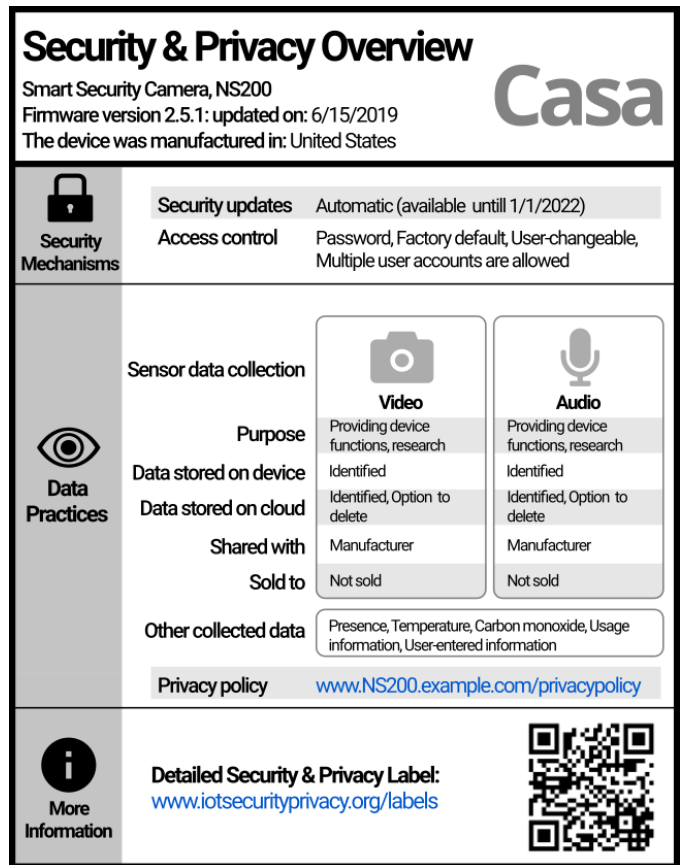 Security & Privacy Overview
Smart Security Camera, NS200
Firmware version 2.5.1: updated on: 6/15/2019
The device was manufactured in: United States
Casa
Security
Mechanisms
Security updates Automatic (available untill 1/1/2022)
Access control Password, Factory default, User-changeable,
Multiple user accounts are allowed
Data
Practices
Sensor data collection
Video Audio
Purpose Providing device functions, research Providing device functions, research
Data stored on device Identified Identified
Data stored on cloud Identified, Option to delete Identified, Option to delete
Shared with Manufacturer Manufacturer
Sold to Not sold Not sold
Other collected data Presence, Temperature, Carbon monoxide, Usage
information, User-entered information
Privacy policy www.NS200.example.com/privacypolicy
More
Information
Detailed Security & Privacy Label:
www.iotsecurityprivacy.org/labels